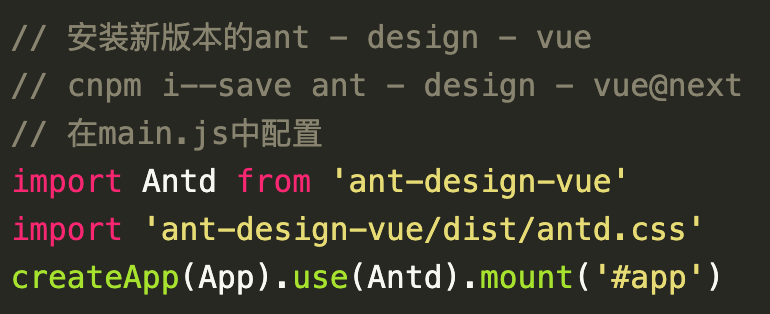 // 安装新版本的ant - design - vue
// cnpm i--save ant - design - vue@next
// 在main.js中配置
import Antd from 'ant-design-vue'
import 'ant-design-vue/dist/antd.css'
createApp(App).use(Antd).mount('#app')